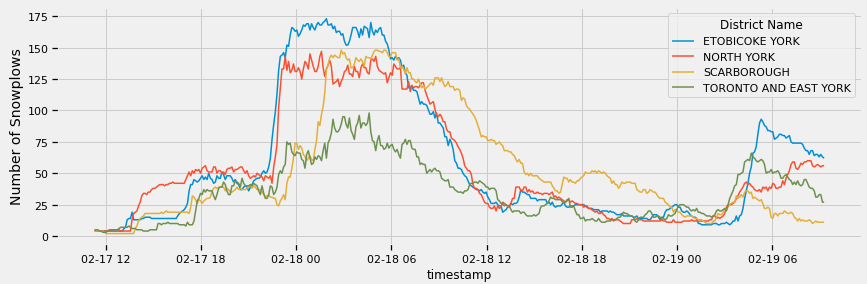 175
150
125
100
75
50
25
0
Number of Snowplows
District Name
ETOBICOKE YORK
NORTH YORK
SCARBOROUGH
TORONTO AND EAST YORK
02-17 12
02-17 18
02-18 00
02-18 06
02-18 12
02-18 18
02-19 00
02-19 06
timestamp